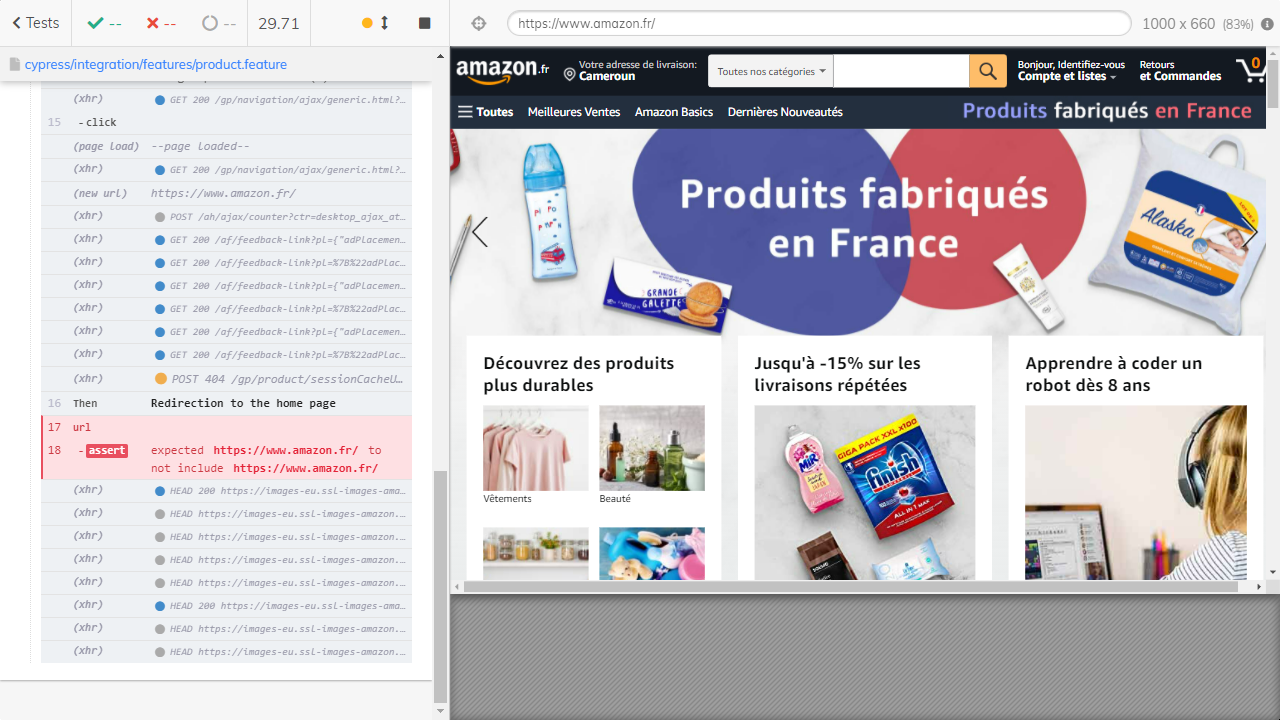 Tests
--
--
--
29.71
https://www.amazon.fr/
1000 x 660 (83%)
cypress/integration/features/product.feature
(xhr) GET 200 /gp/navigation/ajax/generic.html?…
15 -click
(page load) --page loaded--
(xhr) GET 200 /gp/navigation/ajax/generic.html?…
(new url) https://www.amazon.fr/
(xhr) POST /ah/ajax/counter?ctr=desktop_ajax_at…
(xhr) GET 200 /af/feedback-link?pl={"adPlacemen…
(xhr) GET 200 /af/feedback-link?pl=%7B%22adPlac…
(xhr) GET 200 /af/feedback-link?pl={"adPlacemen…
(xhr) GET 200 /af/feedback-link?pl=%7B%22adPlac…
(xhr) GET 200 /af/feedback-link?pl={"adPlacemen…
(xhr) GET 200 /af/feedback-link?pl=%7B%22adPlac…
(xhr) POST 404 /gp/product/sessionCacheU…
16 Then Redirection to the home page
17 url
18 -assert expected https://www.amazon.fr/ to
not include https://www.amazon.fr/
(xhr) HEAD 200 https://images-eu.ssl-images-ama…
(xhr) HEAD https://images-eu.ssl-images-amazon.…
(xhr) HEAD https://images-eu.ssl-images-amazon.…
(xhr) HEAD https://images-eu.ssl-images-amazon.…
(xhr) HEAD https://images-eu.ssl-images-amazon.…
(xhr) HEAD 200 https://images-eu.ssl-images-ama…
(xhr) HEAD https://images-eu.ssl-images-amazon.…
(xhr) HEAD https://images-eu.ssl-images-amazon.…
amazon.fr
Votre adresse de livraison:
Cameroun
Toutes nos catégories
Bonjour, Identifiez-vous
Compte et listes
Retours
et Commandes
0
Toutes
Meilleures Ventes
Amazon Basics
Dernières Nouveautés
Produits fabriqués en France
Produits fabriqués
en France
Alaska
GRANDE
GALETTE
Découvrez des produits
plus durables
Vêtements
Beauté
Jusqu'à -15% sur les
livraisons répétées
GIGA PACK XXL x100
MIR
finish
ALL IN 1 MAX
Apprendre à coder un
robot dès 8 ans